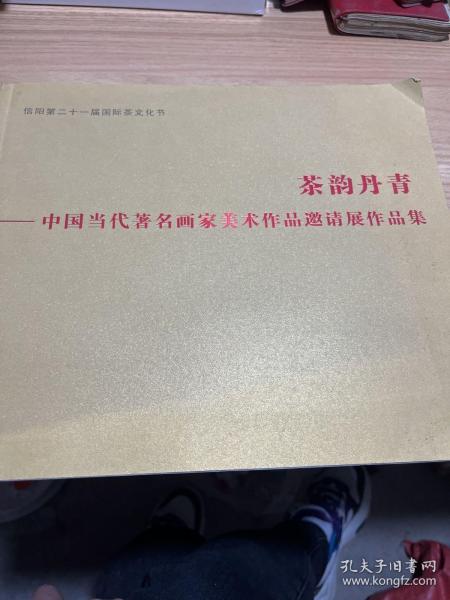 信阳第二十一届国际茶文化节
茶韵丹青
——中国当代著名画家美术作品邀请展作品集
孔夫子旧书网
www.kongfz.com